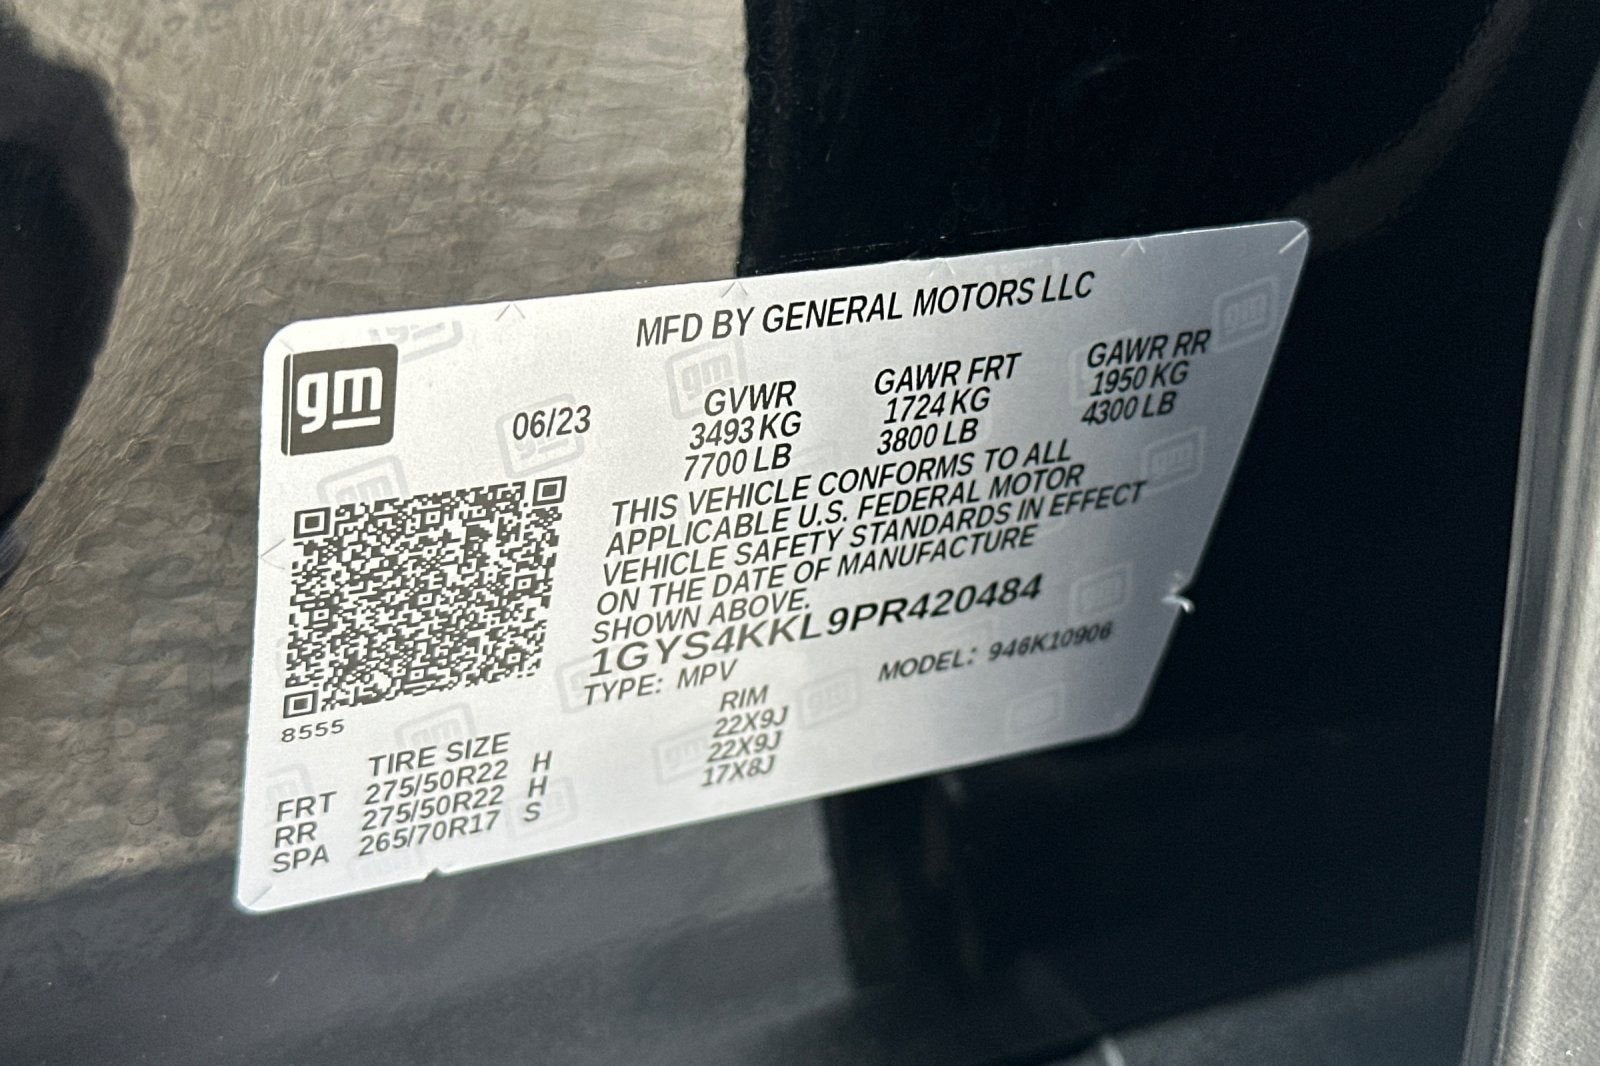 MFD BY GENERAL MOTORS LLC
gm
06/23
GVWR GAWR FRT GAWR RR
3493 KG 1724 KG 1950 KG
7700 LB 3800 LB 4300 LB
THIS VEHICLE CONFORMS TO ALL
APPLICABLE U.S. FEDERAL MOTOR
VEHICLE SAFETY STANDARDS IN EFFECT
ON THE DATE OF MANUFACTURE
SHOWN ABOVE.
1GYS4KKL9PR420484
TYPE: MPV MODEL: 946K10906
8555
TIRE SIZE RIM
FRT 275/50R22 H 22X9J
RR 275/50R22 H 22X9J
SPA 265/70R17 S 17X8J